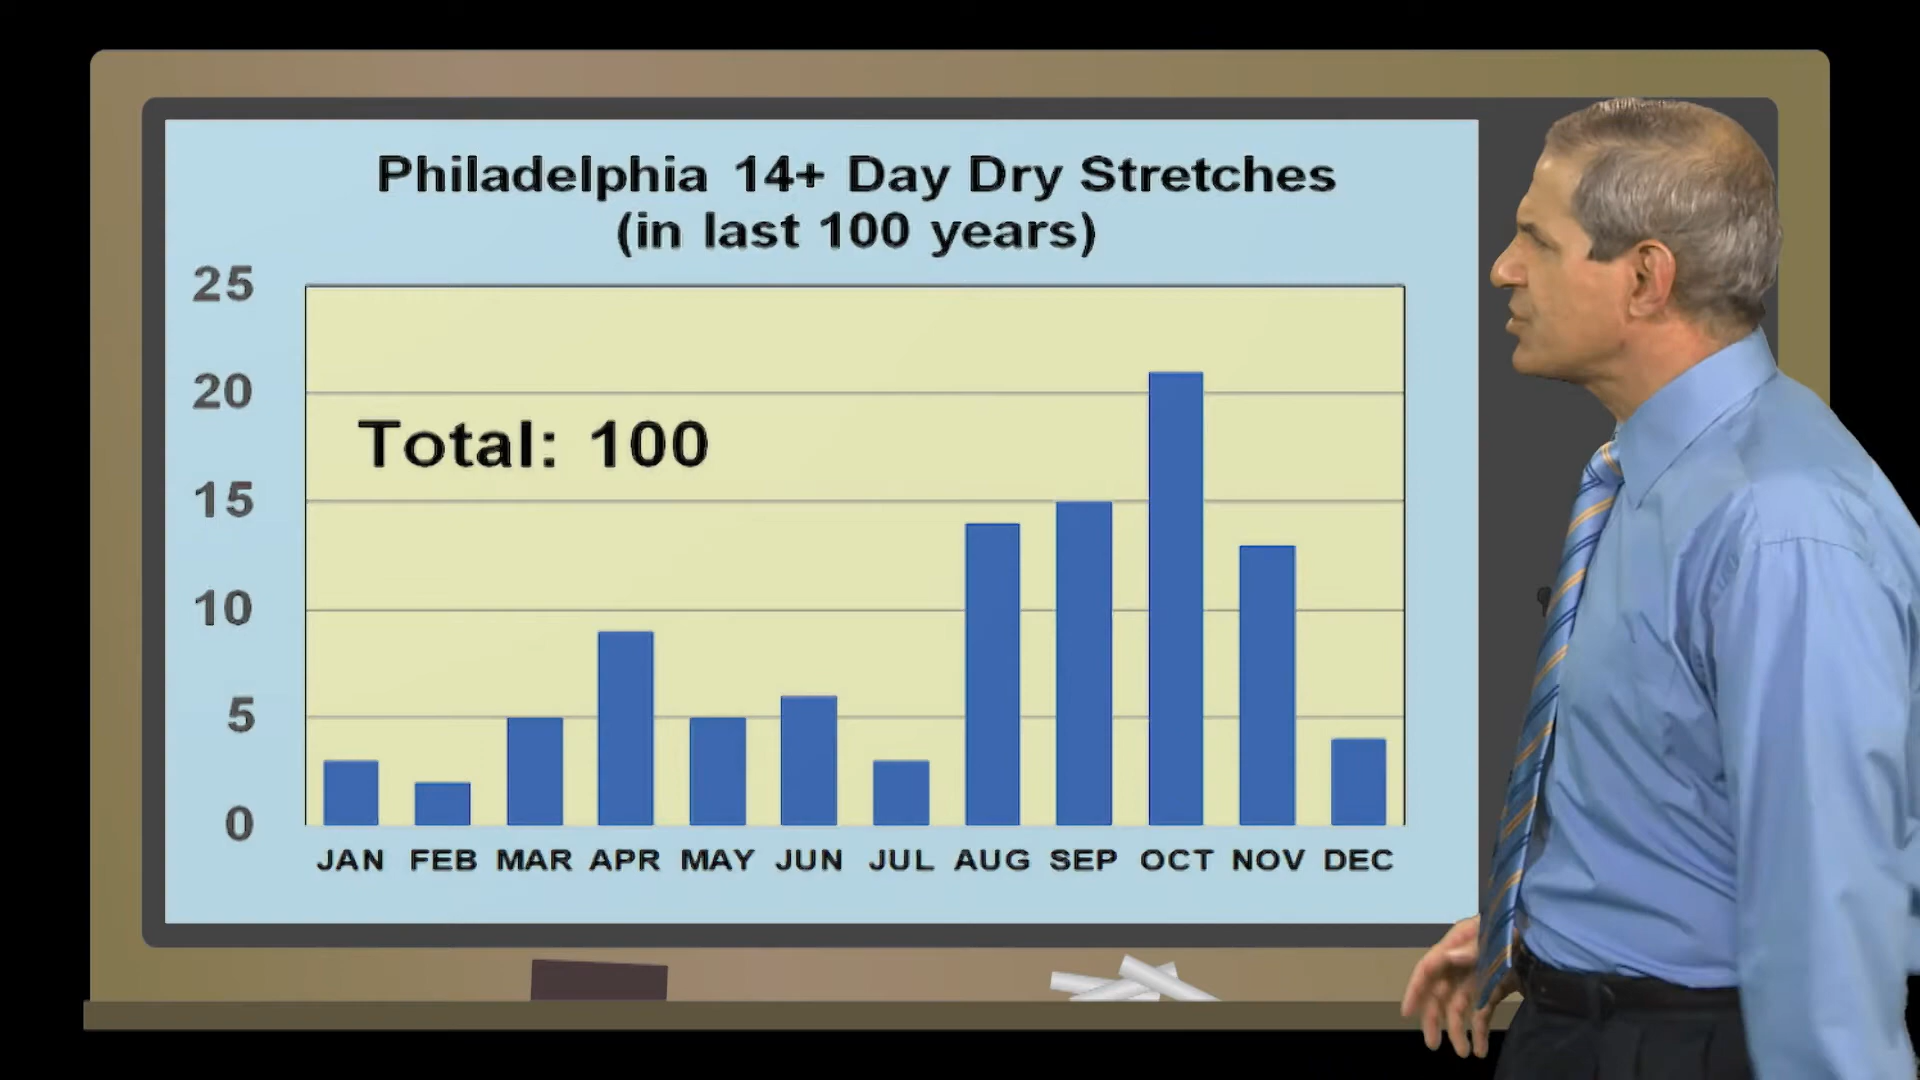 Philadelphia 14+ Day Dry Stretches
(in last 100 years)
25
20
Total: 100
15
10
5
0
JAN FEB MAR APR MAY JUN JUL AUG SEP OCT NOV DEC